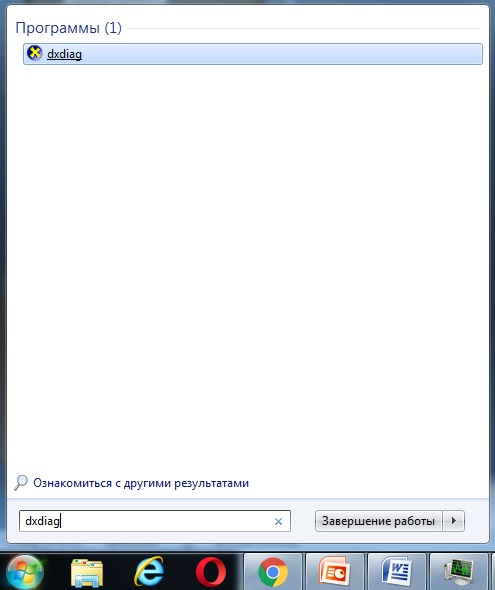 Программы (1)
dxdiag
Ознакомиться с другими результатами
dxdiag
Завершение работы